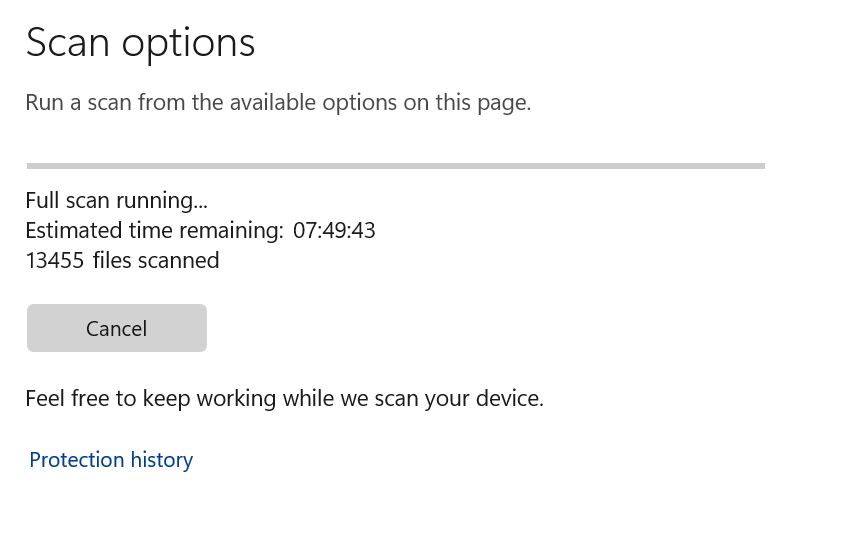 Scan options
Run a scan from the available options on this page.
Full scan running...
Estimated time remaining: 07:49:43
13455 files scanned
Cancel
Feel free to keep working while we scan your device.
Protection history